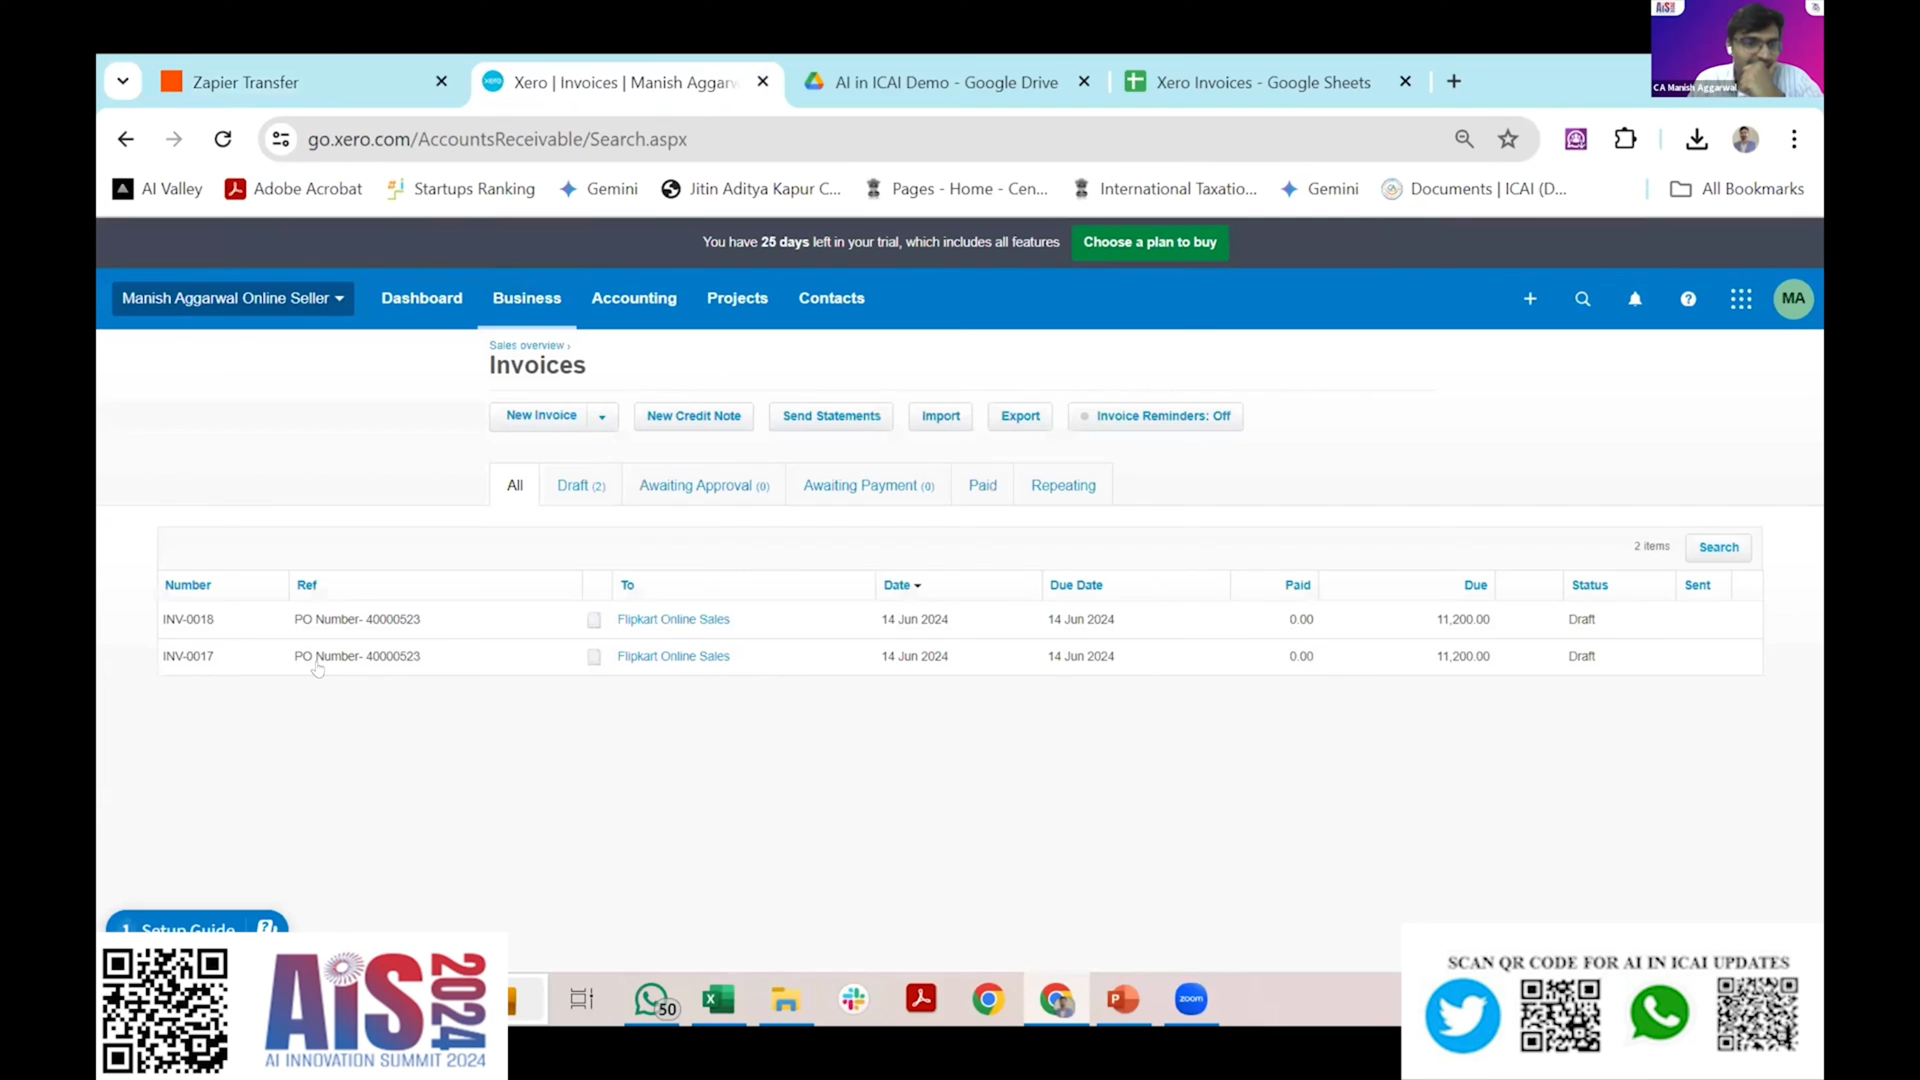 AiS
CA Manish Aggarwal
Zapier Transfer
Xero | Invoices | Manish Aggarw
AI in ICAI Demo - Google Drive
Xero Invoices - Google Sheets
go.xero.com/AccountsReceivable/Search.aspx
AI Valley
Adobe Acrobat
Startups Ranking
Gemini
Jitin Aditya Kapur C...
Pages - Home - Cen...
International Taxatio...
Gemini
Documents | ICAI (D...
All Bookmarks
You have 25 days left in your trial, which includes all features
Choose a plan to buy
Manish Aggarwal Online Seller
Dashboard
Business
Accounting
Projects
Contacts
MA
Sales overview ›
Invoices
New Invoice
New Credit Note
Send Statements
Import
Export
Invoice Reminders: Off
All
Draft (2)
Awaiting Approval (0)
Awaiting Payment (0)
Paid
Repeating
2 items
Search
Number Ref To Date Due Date Paid Due Status Sent
INV-0018 PO Number- 40000523 Flipkart Online Sales 14 Jun 2024 14 Jun 2024 0.00 11,200.00 Draft
INV-0017 PO Number- 40000523 Flipkart Online Sales 14 Jun 2024 14 Jun 2024 0.00 11,200.00 Draft
1 Setup Guide
AiS 2024
AI INNOVATION SUMMIT 2024
50
zoom
SCAN QR CODE FOR AI IN ICAI UPDATES